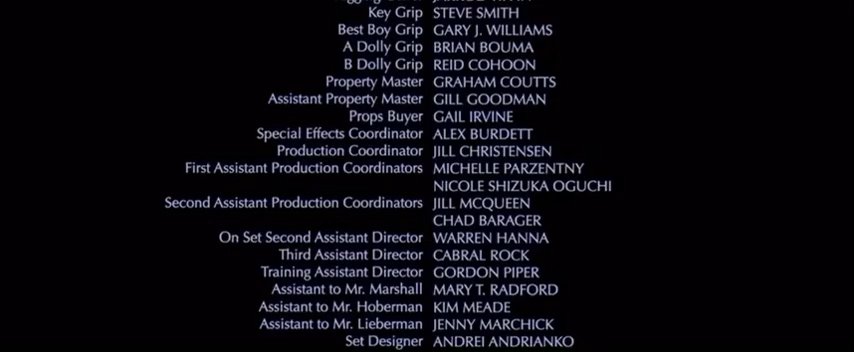 Key Grip STEVE SMITH
Best Boy Grip GARY J. WILLIAMS
A Dolly Grip BRIAN BOUMA
B Dolly Grip REID COHOON
Property Master GRAHAM COUTTS
Assistant Property Master GILL GOODMAN
Props Buyer GAIL IRVINE
Special Effects Coordinator ALEX BURDETT
Production Coordinator JILL CHRISTENSEN
First Assistant Production Coordinators MICHELLE PARZENTNY
NICOLE SHIZUKA OGUCHI
Second Assistant Production Coordinators JILL MCQUEEN
CHAD BARAGER
On Set Second Assistant Director WARREN HANNA
Third Assistant Director CABRAL ROCK
Training Assistant Director GORDON PIPER
Assistant to Mr. Marshall MARY T. RADFORD
Assistant to Mr. Hoberman KIM MEADE
Assistant to Mr. Lieberman JENNY MARCHICK
Set Designer ANDREI ANDRIANKO